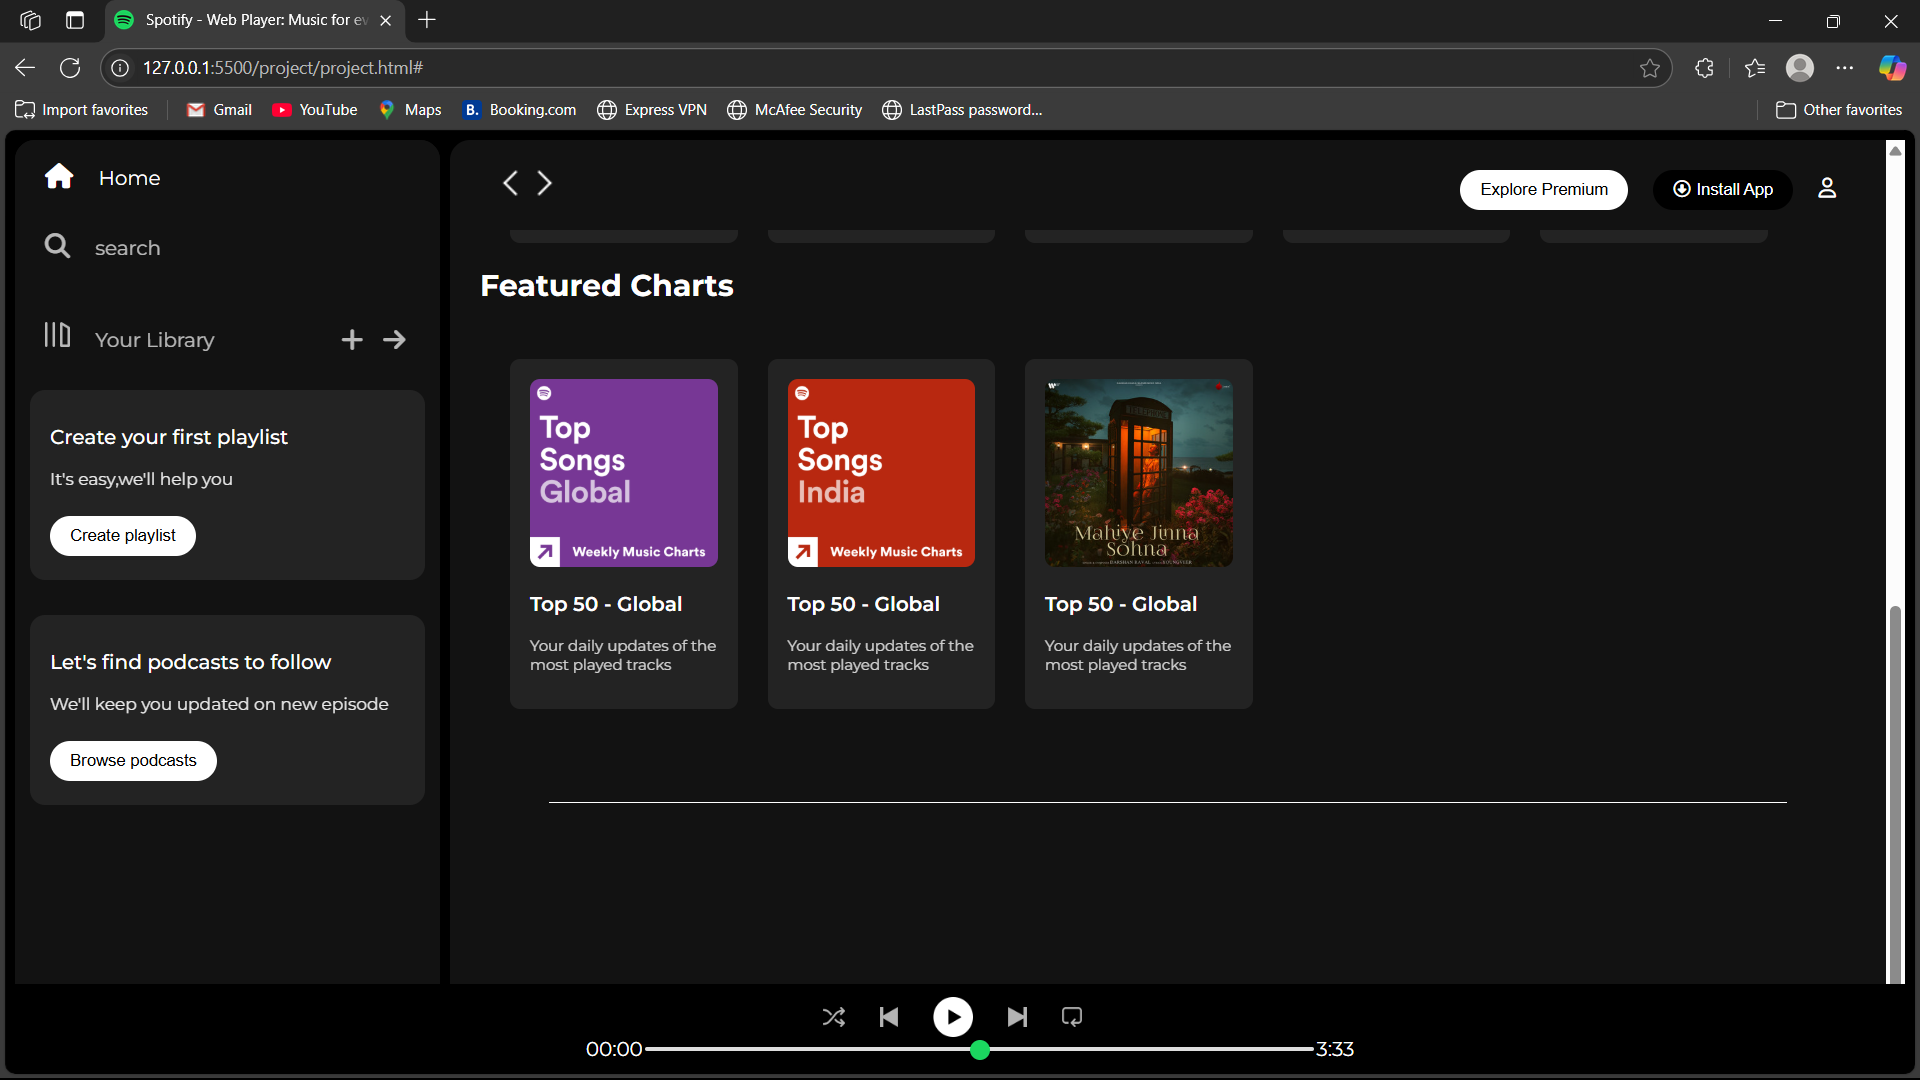 Spotify - Web Player: Music for ev
127.0.0.1:5500/project/project.html#
Import favorites
Gmail
YouTube
Maps
B. Booking.com
Express VPN
McAfee Security
LastPass password...
Other favorites
Home
search
Your Library
Create your first playlist
It's easy,we'll help you
Create playlist
Let's find podcasts to follow
We'll keep you updated on new episode
Browse podcasts
Explore Premium
Install App
Featured Charts
Top
Songs
Global
Weekly Music Charts
Top 50 - Global
Your daily updates of the
most played tracks
Top
Songs
India
Weekly Music Charts
Top 50 - Global
Your daily updates of the
most played tracks
TELEPHONE
Mahiye Jinna
Sohna
Top 50 - Global
Your daily updates of the
most played tracks
00:00
3:33